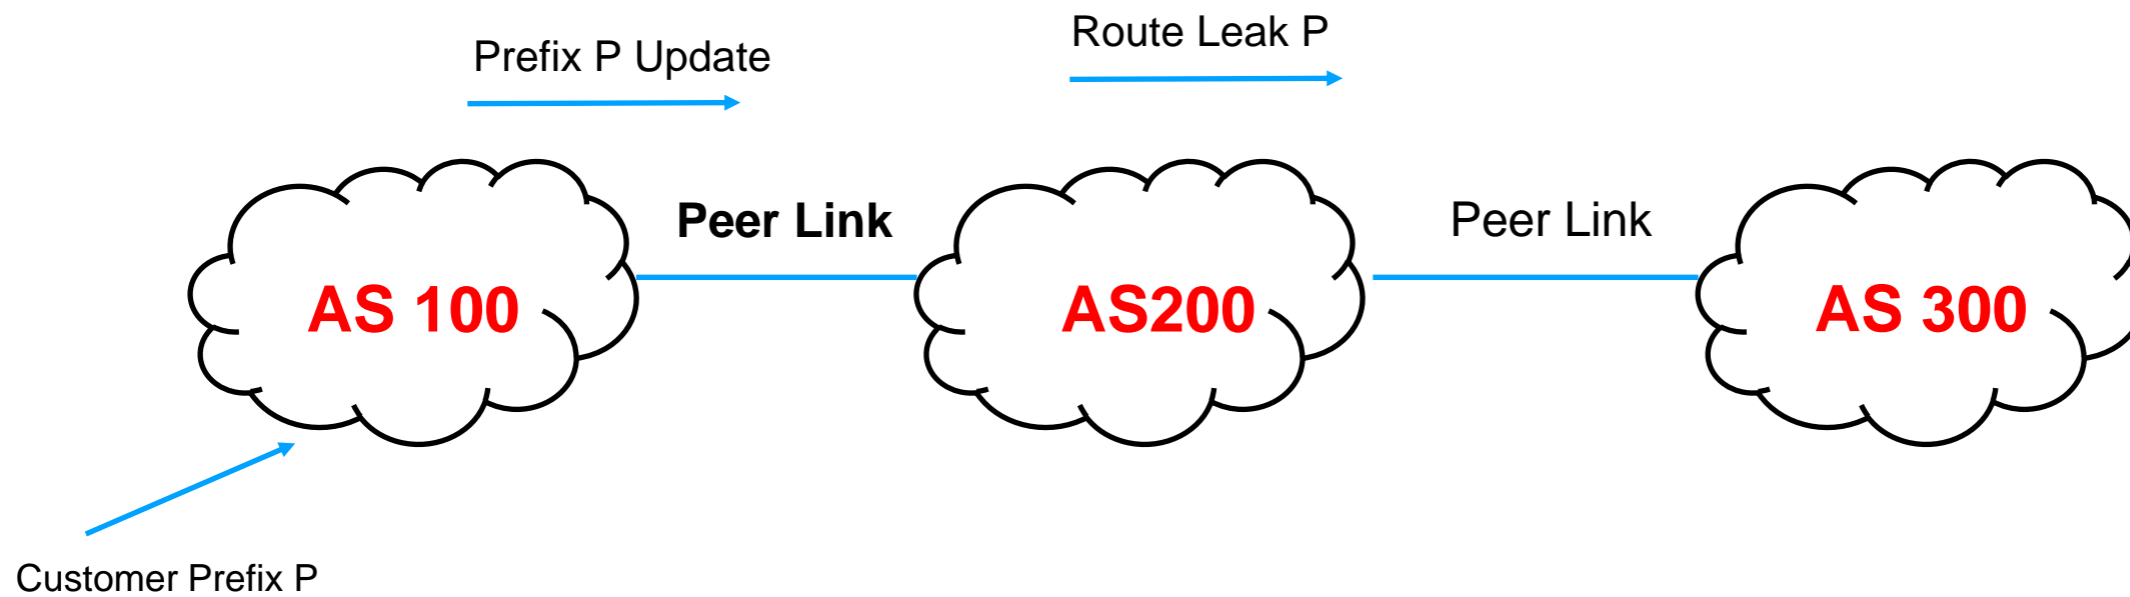 Route Leak P
Prefix P Update
Peer Link
Peer Link
AS 100
AS200
AS 300
Customer Prefix P